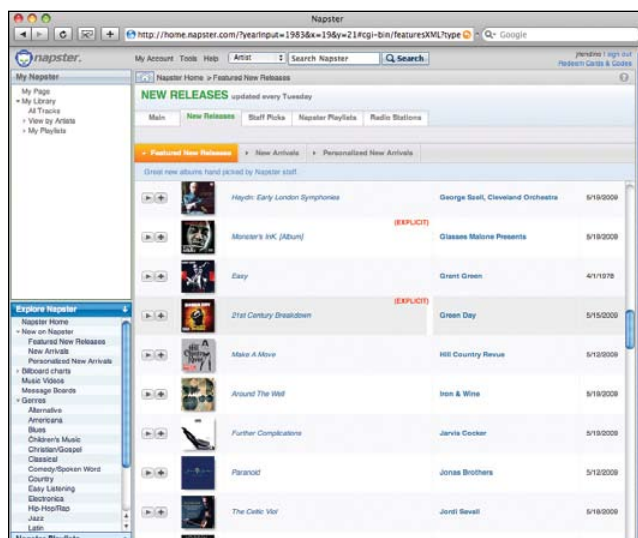 Napster
http://home.napster.com/?yearInput=1983&x=19&y=21#cgi-bin/featuresXML?type
Google
napster.
My Account Tools Help Artist Search Napster Search
jrendino | sign out
Redeem Cards & Codes
My Napster
Napster Home > Featured New Releases
My Page
My Library
All Tracks
View by Artists
My Playlists
NEW RELEASES updated every Tuesday
Main New Releases Staff Picks Napster Playlists Radio Stations
Featured New Releases New Arrivals Personalized New Arrivals
Great new albums hand picked by Napster staff.
Haydn: Early London Symphonies George Szell, Cleveland Orchestra 5/19/2009
(EXPLICIT)
Monster's InK. [Album] Glasses Malone Presents 5/19/2009
Easy Grant Green 4/1/1978
(EXPLICIT)
21st Century Breakdown Green Day 5/15/2009
Make A Move Hill Country Revue 5/12/2009
Around The Well Iron & Wine 5/19/2009
Further Complications Jarvis Cocker 5/19/2009
Paranoid Jonas Brothers 5/12/2009
The Celtic Viol Jordi Savall 5/19/2009
Explore Napster
Napster Home
New on Napster
Featured New Releases
New Arrivals
Personalized New Arrivals
Billboard charts
Music Videos
Message Boards
Genres
Alternative
Americana
Blues
Children's Music
Christian/Gospel
Classical
Comedy/Spoken Word
Country
Easy Listening
Electronica
Hip-Hop/Rap
Jazz
Latin
Napster Playlists